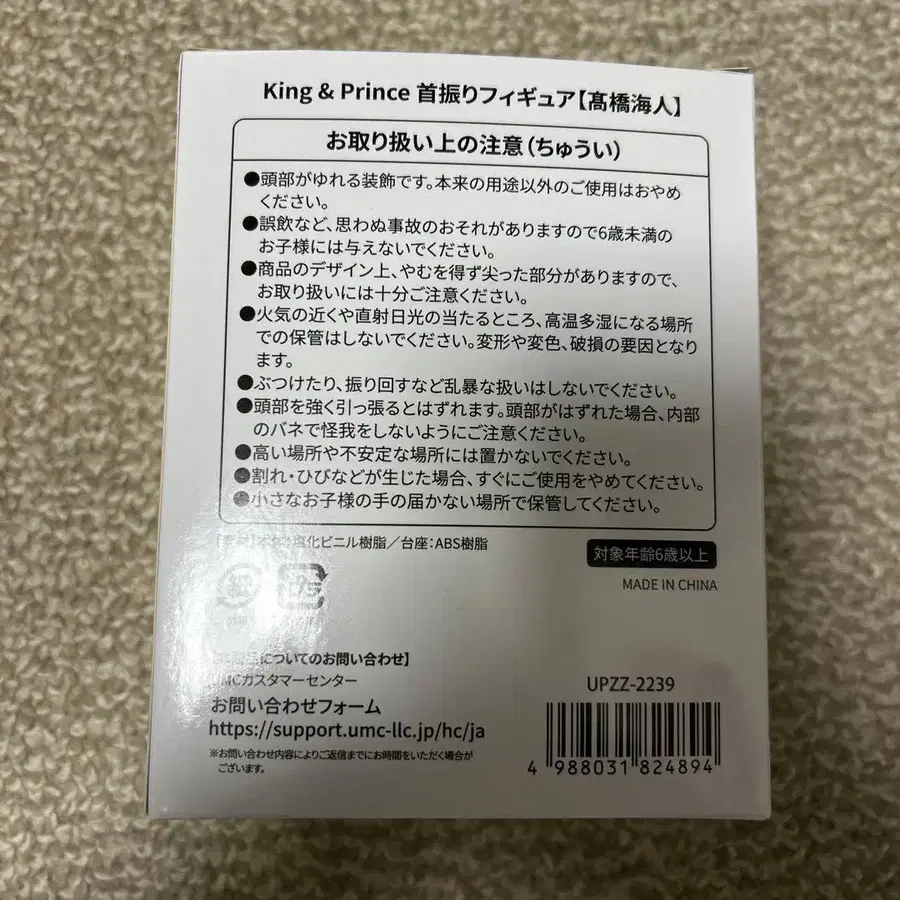 King & Prince 首振りフィギュア【髙橋海人】
お取り扱い上の注意(ちゅうい)
●頭部がゆれる装飾です。本来の用途以外のご使用はおやめ
ください。
●誤飲など、思わぬ事故のおそれがありますので6歳未満の
お子様には与えないでください。
●商品のデザイン上、やむを得ず尖った部分がありますので、
お取り扱いには十分ご注意ください。
●火気の近くや直射日光の当たるところ、高温多湿になる場所
での保管はしないでください。変形や変色、破損の要因となり
ます。
●ぶつけたり、振り回すなど乱暴な扱いはしないでください。
●頭部を強く引っ張るとはずれます。頭部がはずれた場合、内部
のバネで怪我をしないようにご注意ください。
●高い場所や不安定な場所には置かないでください。
●割れ・ひびなどが生じた場合、すぐにご使用をやめてください。
●小さなお子様の手の届かない場所で保管してください。
塩化ビニル樹脂／台座:ABS樹脂
対象年齢6歳以上
MADE IN CHINA
紙
プラ
についてのお問い合わせ】
UMCカスタマーセンター
お問い合わせフォーム
https://support.umc-llc.jp/hc/ja
※お問い合わせ内容によりご返信までにお時間をいただく場合が
ございます。
UPZZ-2239
4 988031 824894